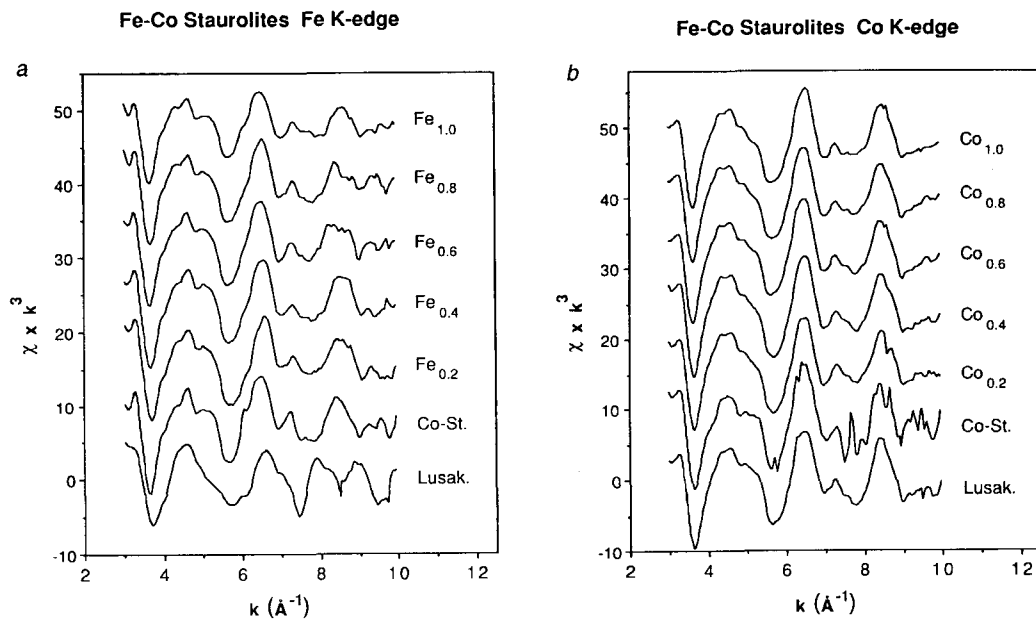 Fe-Co Staurolites Fe K-edge
a
50
40
30
20
10
0
-10
2
4
6
8
10
12
χ x k³
k (Å⁻¹)
Fe₁.₀
Fe₀.₈
Fe₀.₆
Fe₀.₄
Fe₀.₂
Co-St.
Lusak.
Fe-Co Staurolites Co K-edge
b
50
40
30
20
10
0
-10
2
4
6
8
10
12
χ x k³
k (Å⁻¹)
Co₁.₀
Co₀.₈
Co₀.₆
Co₀.₄
Co₀.₂
Co-St.
Lusak.